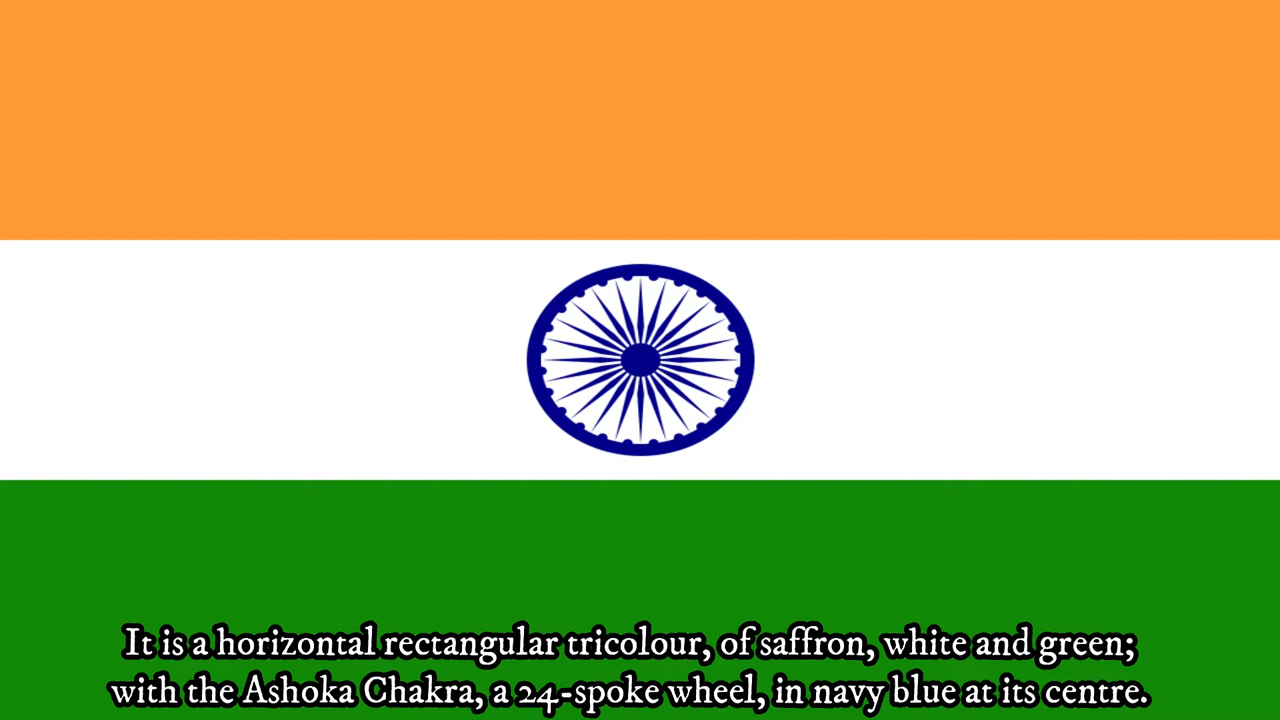 It is a horizontal rectangular tricolour, of saffron, white and green;
with the Ashoka Chakra, a 24-spoke wheel, in navy blue at its centre.